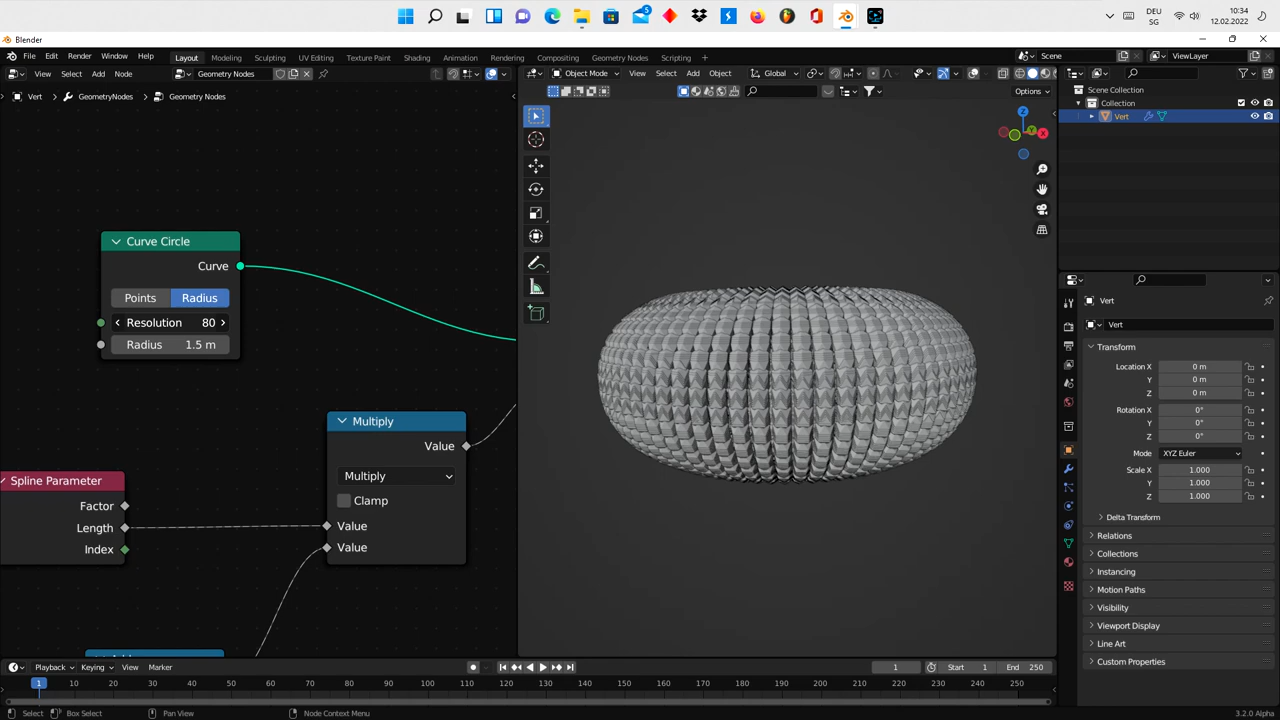 5
DE
SG
10:34
12.02.2022
Blender
File Edit Render Window Help
Layout Modeling Sculpting UV Editing Texture Paint Shading Animation Rendering Compositing Geometry Nodes Scripting
Scene
ViewLayer
View Select Add Node
Geometry Nodes
Object Mode
View Select Add Object
Global
Vert GeometryNodes Geometry Nodes
Options
Scene Collection
Collection
Vert
Z
Y
X
Curve Circle
Curve
Points Radius
Resolution 80
Radius 1.5 m
Multiply
Value
Multiply
Clamp
Value
Value
Spline Parameter
Factor
Length
Index
Vert
Vert
Transform
Location X 0 m
Y 0 m
Z 0 m
Rotation X 0°
Y 0°
Z 0°
Mode XYZ Euler
Scale X 1.000
Y 1.000
Z 1.000
Delta Transform
Relations
Collections
Instancing
Motion Paths
Visibility
Viewport Display
Line Art
Custom Properties
Playback Keying View Marker
1 Start 1 End 250
1 10 20 30 40 50 60 70 80 90 100 110 120 130 140 150 160 170 180 190 200 210 220 230 240 250
Select Box Select Pan View Node Context Menu 3.2.0 Alpha